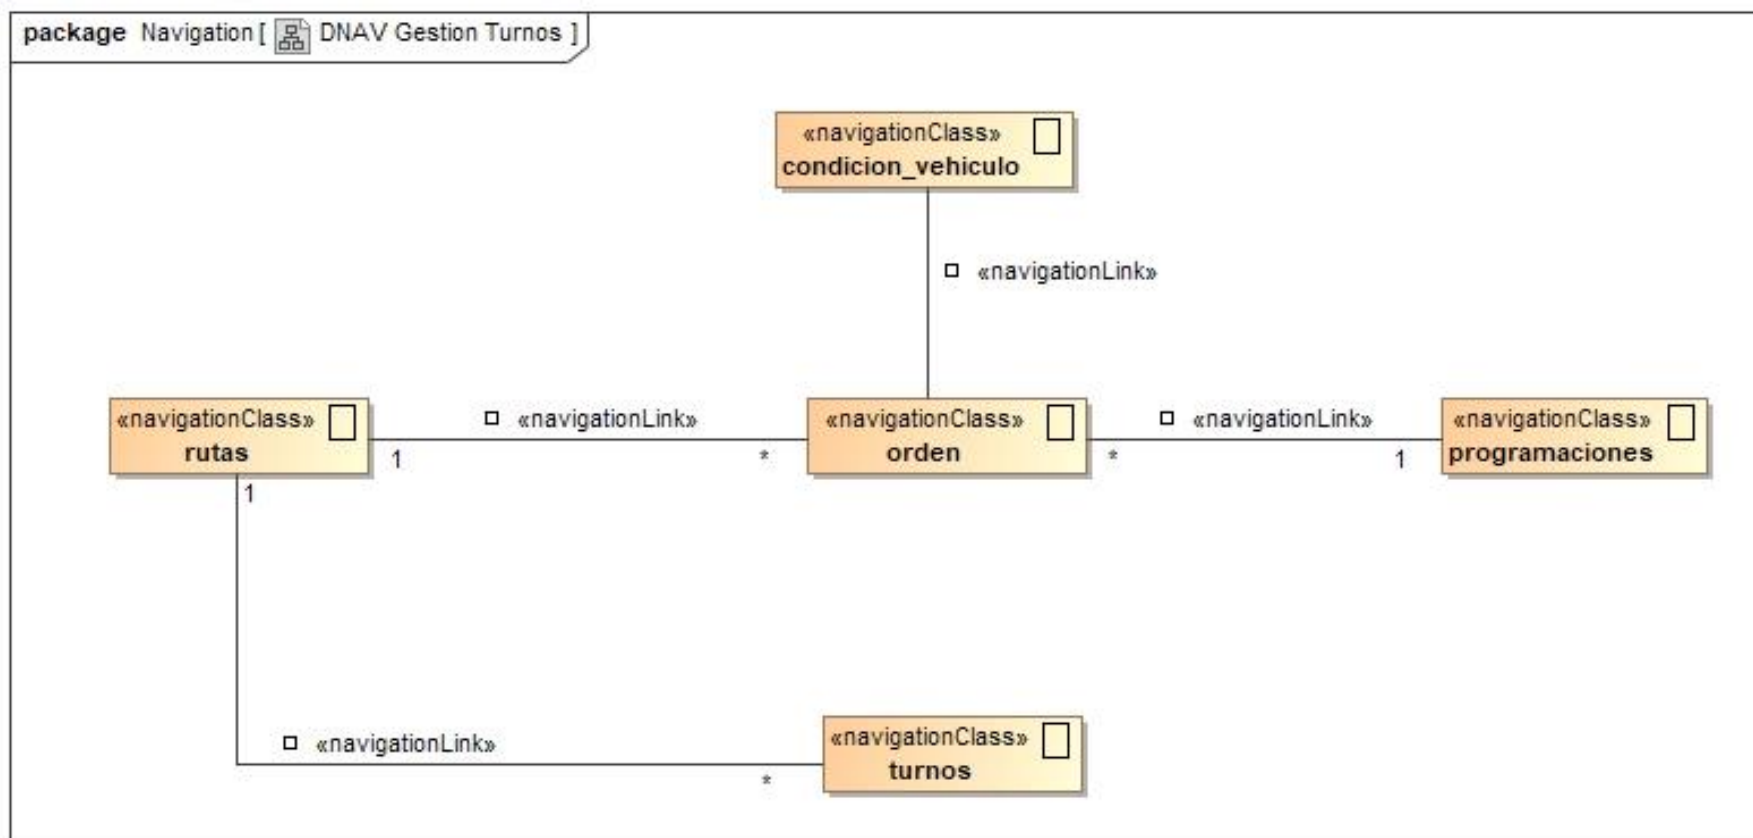 package Navigation [ DNAV Gestion Turnos ]
«navigationClass»
condicion_vehiculo
«navigationLink»
«navigationClass»
rutas
«navigationLink»
1
*
«navigationClass»
orden
«navigationLink»
*
1
«navigationClass»
programaciones
1
«navigationLink»
*
«navigationClass»
turnos